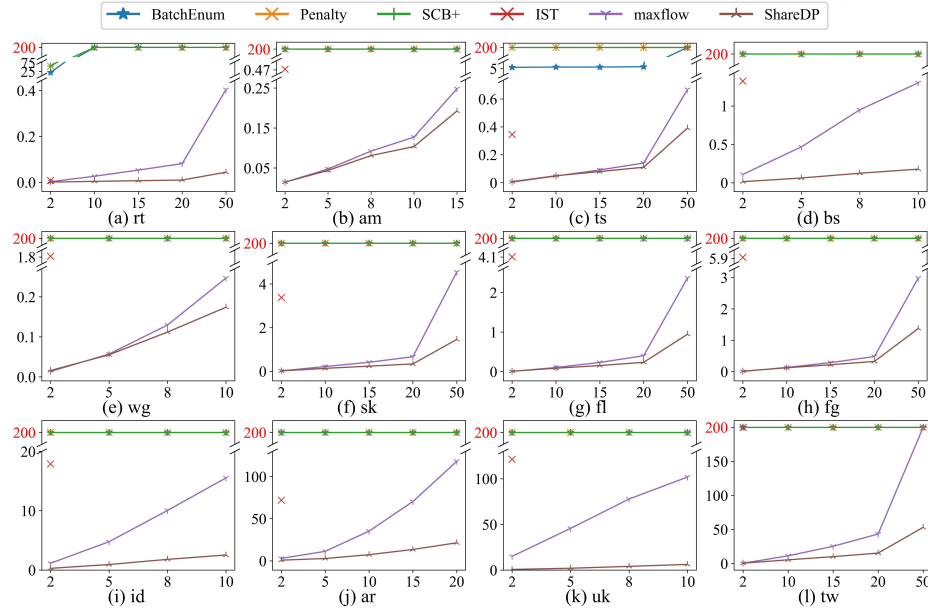 BatchEnum Penalty SCB+ IST maxflow ShareDP
200
75
25
0.4
0.2
0.0
2 10 15 20 50
(a) rt
200
0.47
0.25
0.15
0.05
2 5 8 10 15
(b) am
200
5
0.6
0.4
0.2
0.0
2 10 15 20 50
(c) ts
200
1
0
2 5 8 10
(d) bs
200
1.8
0.2
0.1
0.0
2 5 8 10
(e) wg
200
4
2
0
2 10 15 20 50
(f) sk
200
4.1
2
1
0
2 10 15 20 50
(g) fl
200
5.9
3
2
1
0
2 10 15 20 50
(h) fg
200
20
10
0
2 5 8 10
(i) id
200
100
50
0
2 5 10 15 20
(j) ar
200
100
50
0
2 5 8 10
(k) uk
200
150
100
50
0
2 10 15 20 50
(l) tw